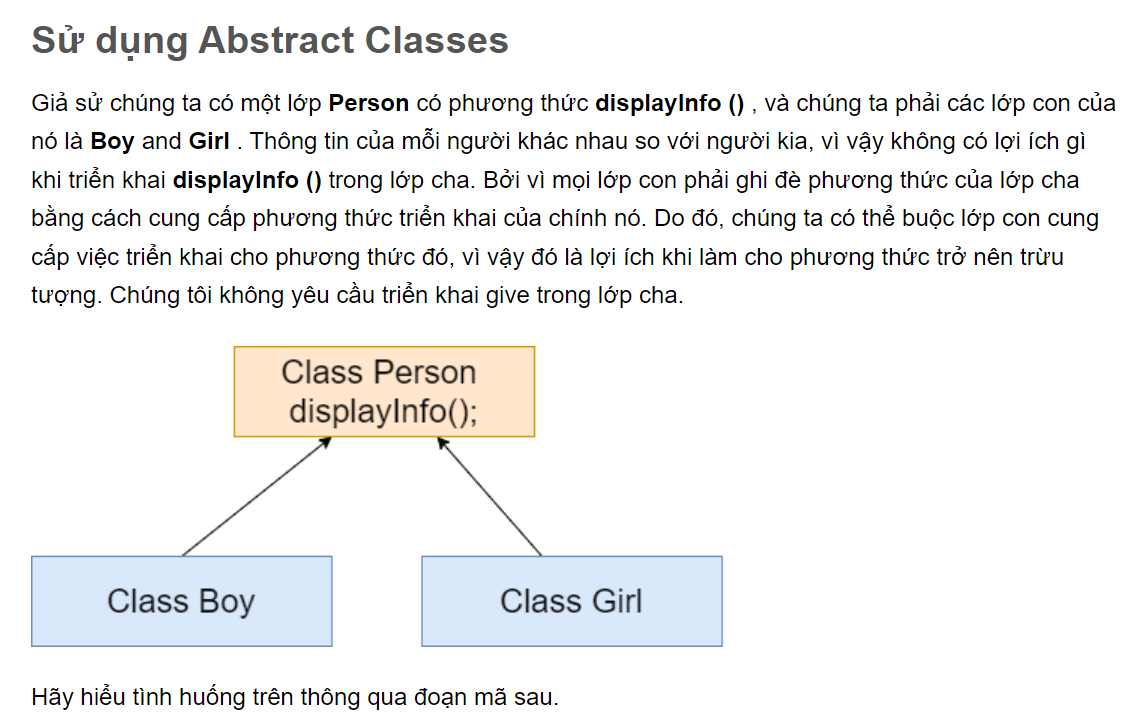 Sử dụng Abstract Classes
Giả sử chúng ta có một lớp Person có phương thức displayInfo () , và chúng ta phải các lớp con của
nó là Boy and Girl . Thông tin của mỗi người khác nhau so với người kia, vì vậy không có lợi ích gì
khi triển khai displayInfo () trong lớp cha. Bởi vì mọi lớp con phải ghi đè phương thức của lớp cha
bằng cách cung cấp phương thức triển khai của chính nó. Do đó, chúng ta có thể buộc lớp con cung
cấp việc triển khai cho phương thức đó, vì vậy đó là lợi ích khi làm cho phương thức trở nên trừu
tượng. Chúng tôi không yêu cầu triển khai give trong lớp cha.
Class Person
displayInfo();
Class Boy
Class Girl
Hãy hiểu tình huống trên thông qua đoạn mã sau.